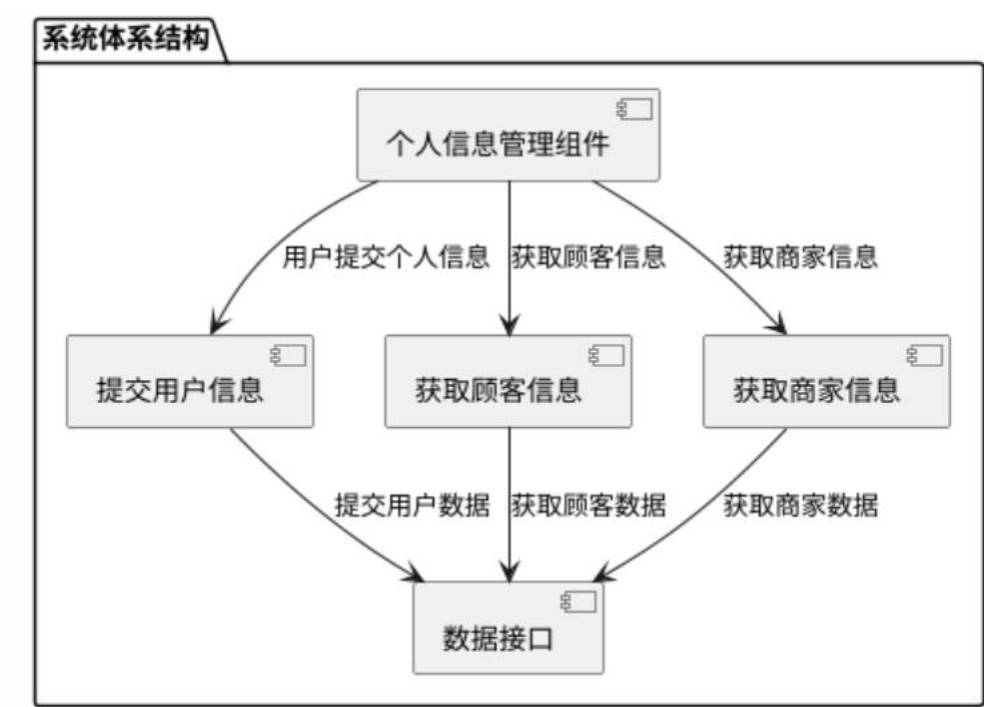 系统体系结构
个人信息管理组件
用户提交个人信息
获取顾客信息
获取商家信息
提交用户信息
获取顾客信息
获取商家信息
提交用户数据
获取顾客数据
获取商家数据
数据接口